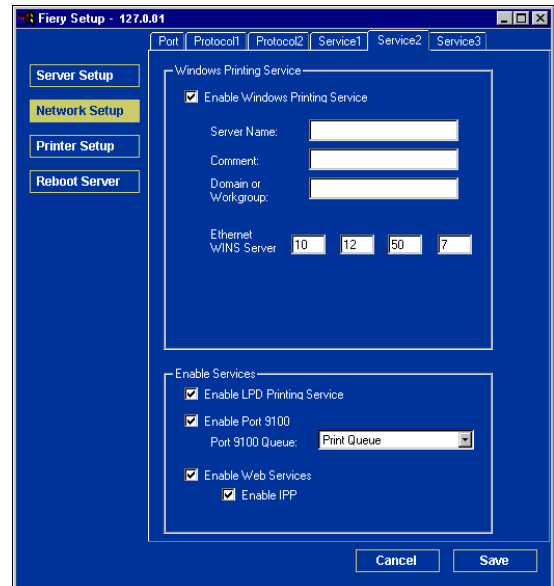 Fiery Setup - 127.0.01
Port Protocol1 Protocol2 Service1 Service2 Service3
Server Setup
Network Setup
Printer Setup
Reboot Server
Windows Printing Service
Enable Windows Printing Service
Server Name:
Comment:
Domain or
Workgroup:
Ethernet
WINS Server 10 12 50 7
Enable Services
Enable LPD Printing Service
Enable Port 9100
Port 9100 Queue: Print Queue
Enable Web Services
Enable IPP
Cancel Save